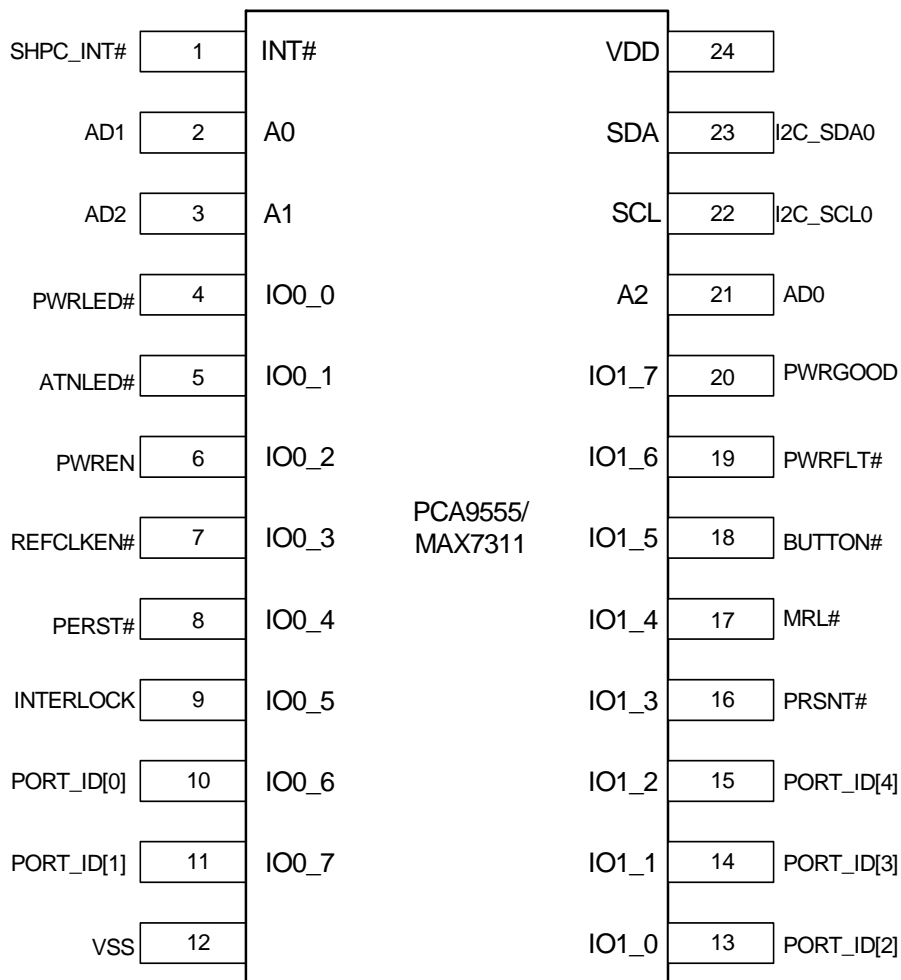 SHPC_INT# 1 INT# VDD 24
AD1 2 A0 SDA 23 I2C_SDA0
AD2 3 A1 SCL 22 I2C_SCL0
PWRLED# 4 IO0_0 A2 21 AD0
ATNLED# 5 IO0_1 IO1_7 20 PWRGOOD
PWREN 6 IO0_2 IO1_6 19 PWRFLT#
PCA9555/
MAX7311
REFCLKEN# 7 IO0_3 IO1_5 18 BUTTON#
PERST# 8 IO0_4 IO1_4 17 MRL#
INTERLOCK 9 IO0_5 IO1_3 16 PRSNT#
PORT_ID[0] 10 IO0_6 IO1_2 15 PORT_ID[4]
PORT_ID[1] 11 IO0_7 IO1_1 14 PORT_ID[3]
VSS 12 IO1_0 13 PORT_ID[2]